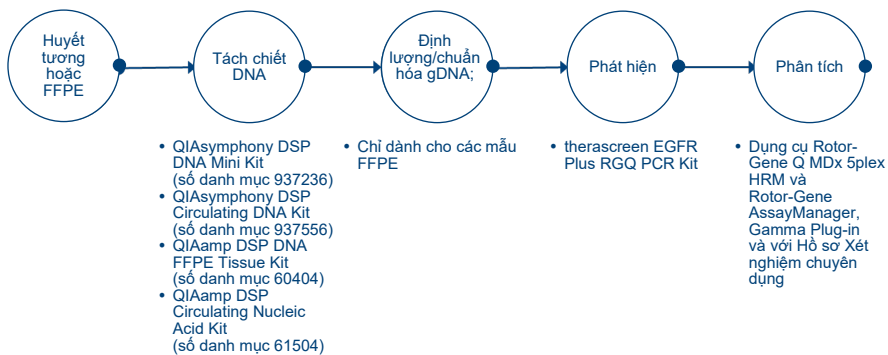 Huyết
tương
hoặc
FFPE
Tách chiết
DNA
Định
lượng/chuẩn
hóa gDNA;
Phát hiện
Phân tích
• QIAsymphony DSP
DNA Mini Kit
(số danh mục 937236)
• QIAsymphony DSP
Circulating DNA Kit
(số danh mục 937556)
• QIAamp DSP DNA
FFPE Tissue Kit
(số danh mục 60404)
• QIAamp DSP
Circulating Nucleic
Acid Kit
(số danh mục 61504)
• Chỉ dành cho các mẫu
FFPE
• therascreen EGFR
Plus RGQ PCR Kit
• Dụng cụ Rotor-
Gene Q MDx 5plex
HRM và
Rotor-Gene
AssayManager,
Gamma Plug-in
và với Hồ sơ Xét
nghiệm chuyên
dụng